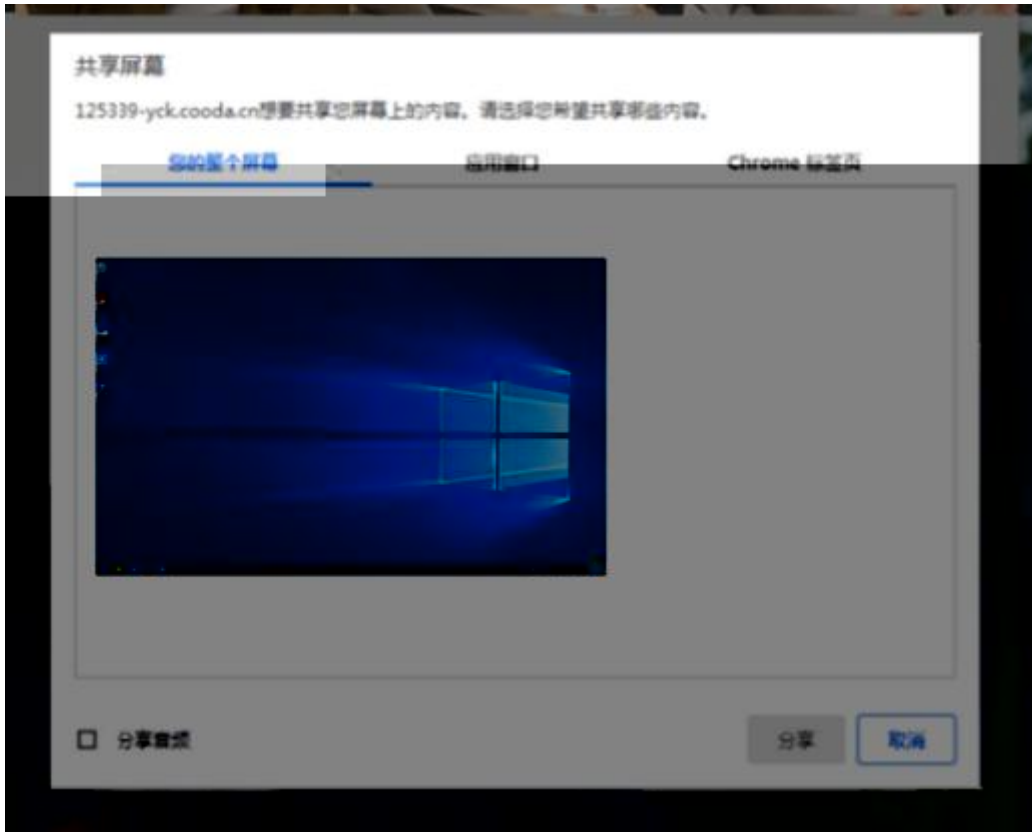 共享屏幕
125339-yck.cooda.cn想要共享您屏幕上的内容。请选择您希望共享哪些内容。
您的整个屏幕
应用窗口
Chrome 标签页
分享音频
分享
取消